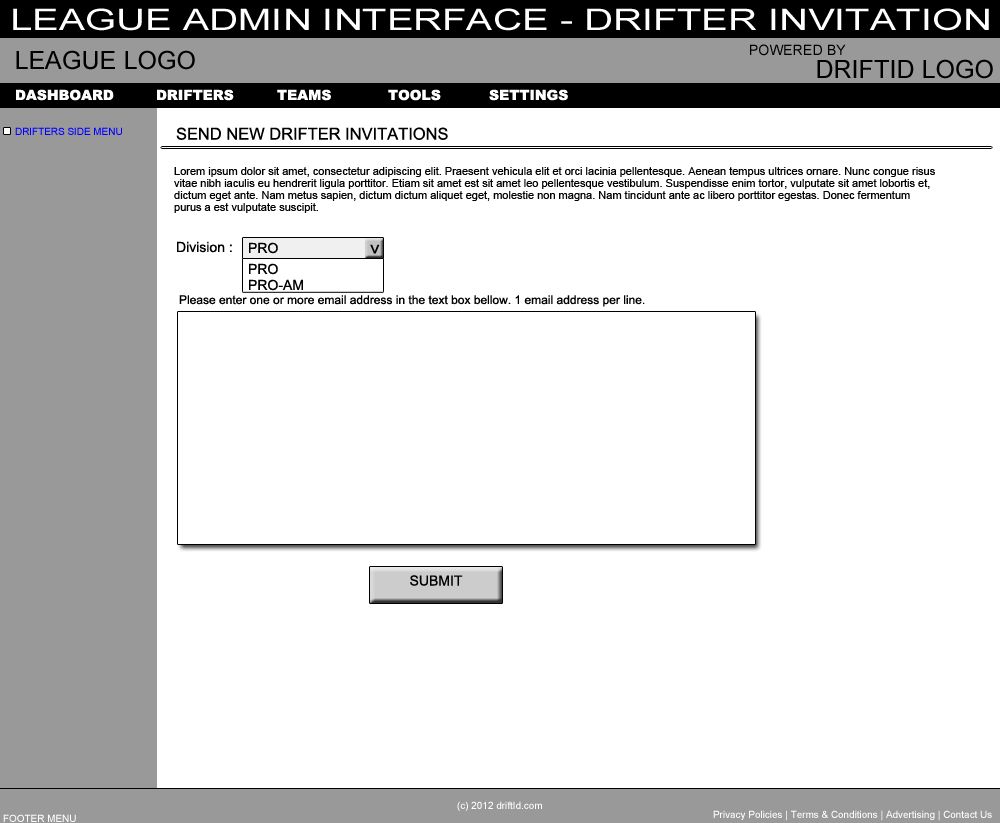 LEAGUE ADMIN INTERFACE - DRIFTER INVITATION
LEAGUE LOGO
POWERED BY
DRIFTID LOGO
DASHBOARD DRIFTERS TEAMS TOOLS SETTINGS
DRIFTERS SIDE MENU
SEND NEW DRIFTER INVITATIONS
Lorem ipsum dolor sit amet, consectetur adipiscing elit. Praesent vehicula elit et orci lacinia pellentesque. Aenean tempus ultrices ornare. Nunc congue risus
vitae nibh iaculis eu hendrerit ligula porttitor. Etiam sit amet est sit amet leo pellentesque vestibulum. Suspendisse enim tortor, vulputate sit amet lobortis et,
dictum eget ante. Nam metus sapien, dictum dictum aliquet eget, molestie non magna. Nam tincidunt ante ac libero porttitor egestas. Donec fermentum
purus a est vulputate suscipit.
Division : PRO V
PRO
PRO-AM
Please enter one or more email address in the text box bellow. 1 email address per line.
SUBMIT
(c) 2012 driftId.com
Privacy Policies | Terms & Conditions | Advertising | Contact Us
FOOTER MENU